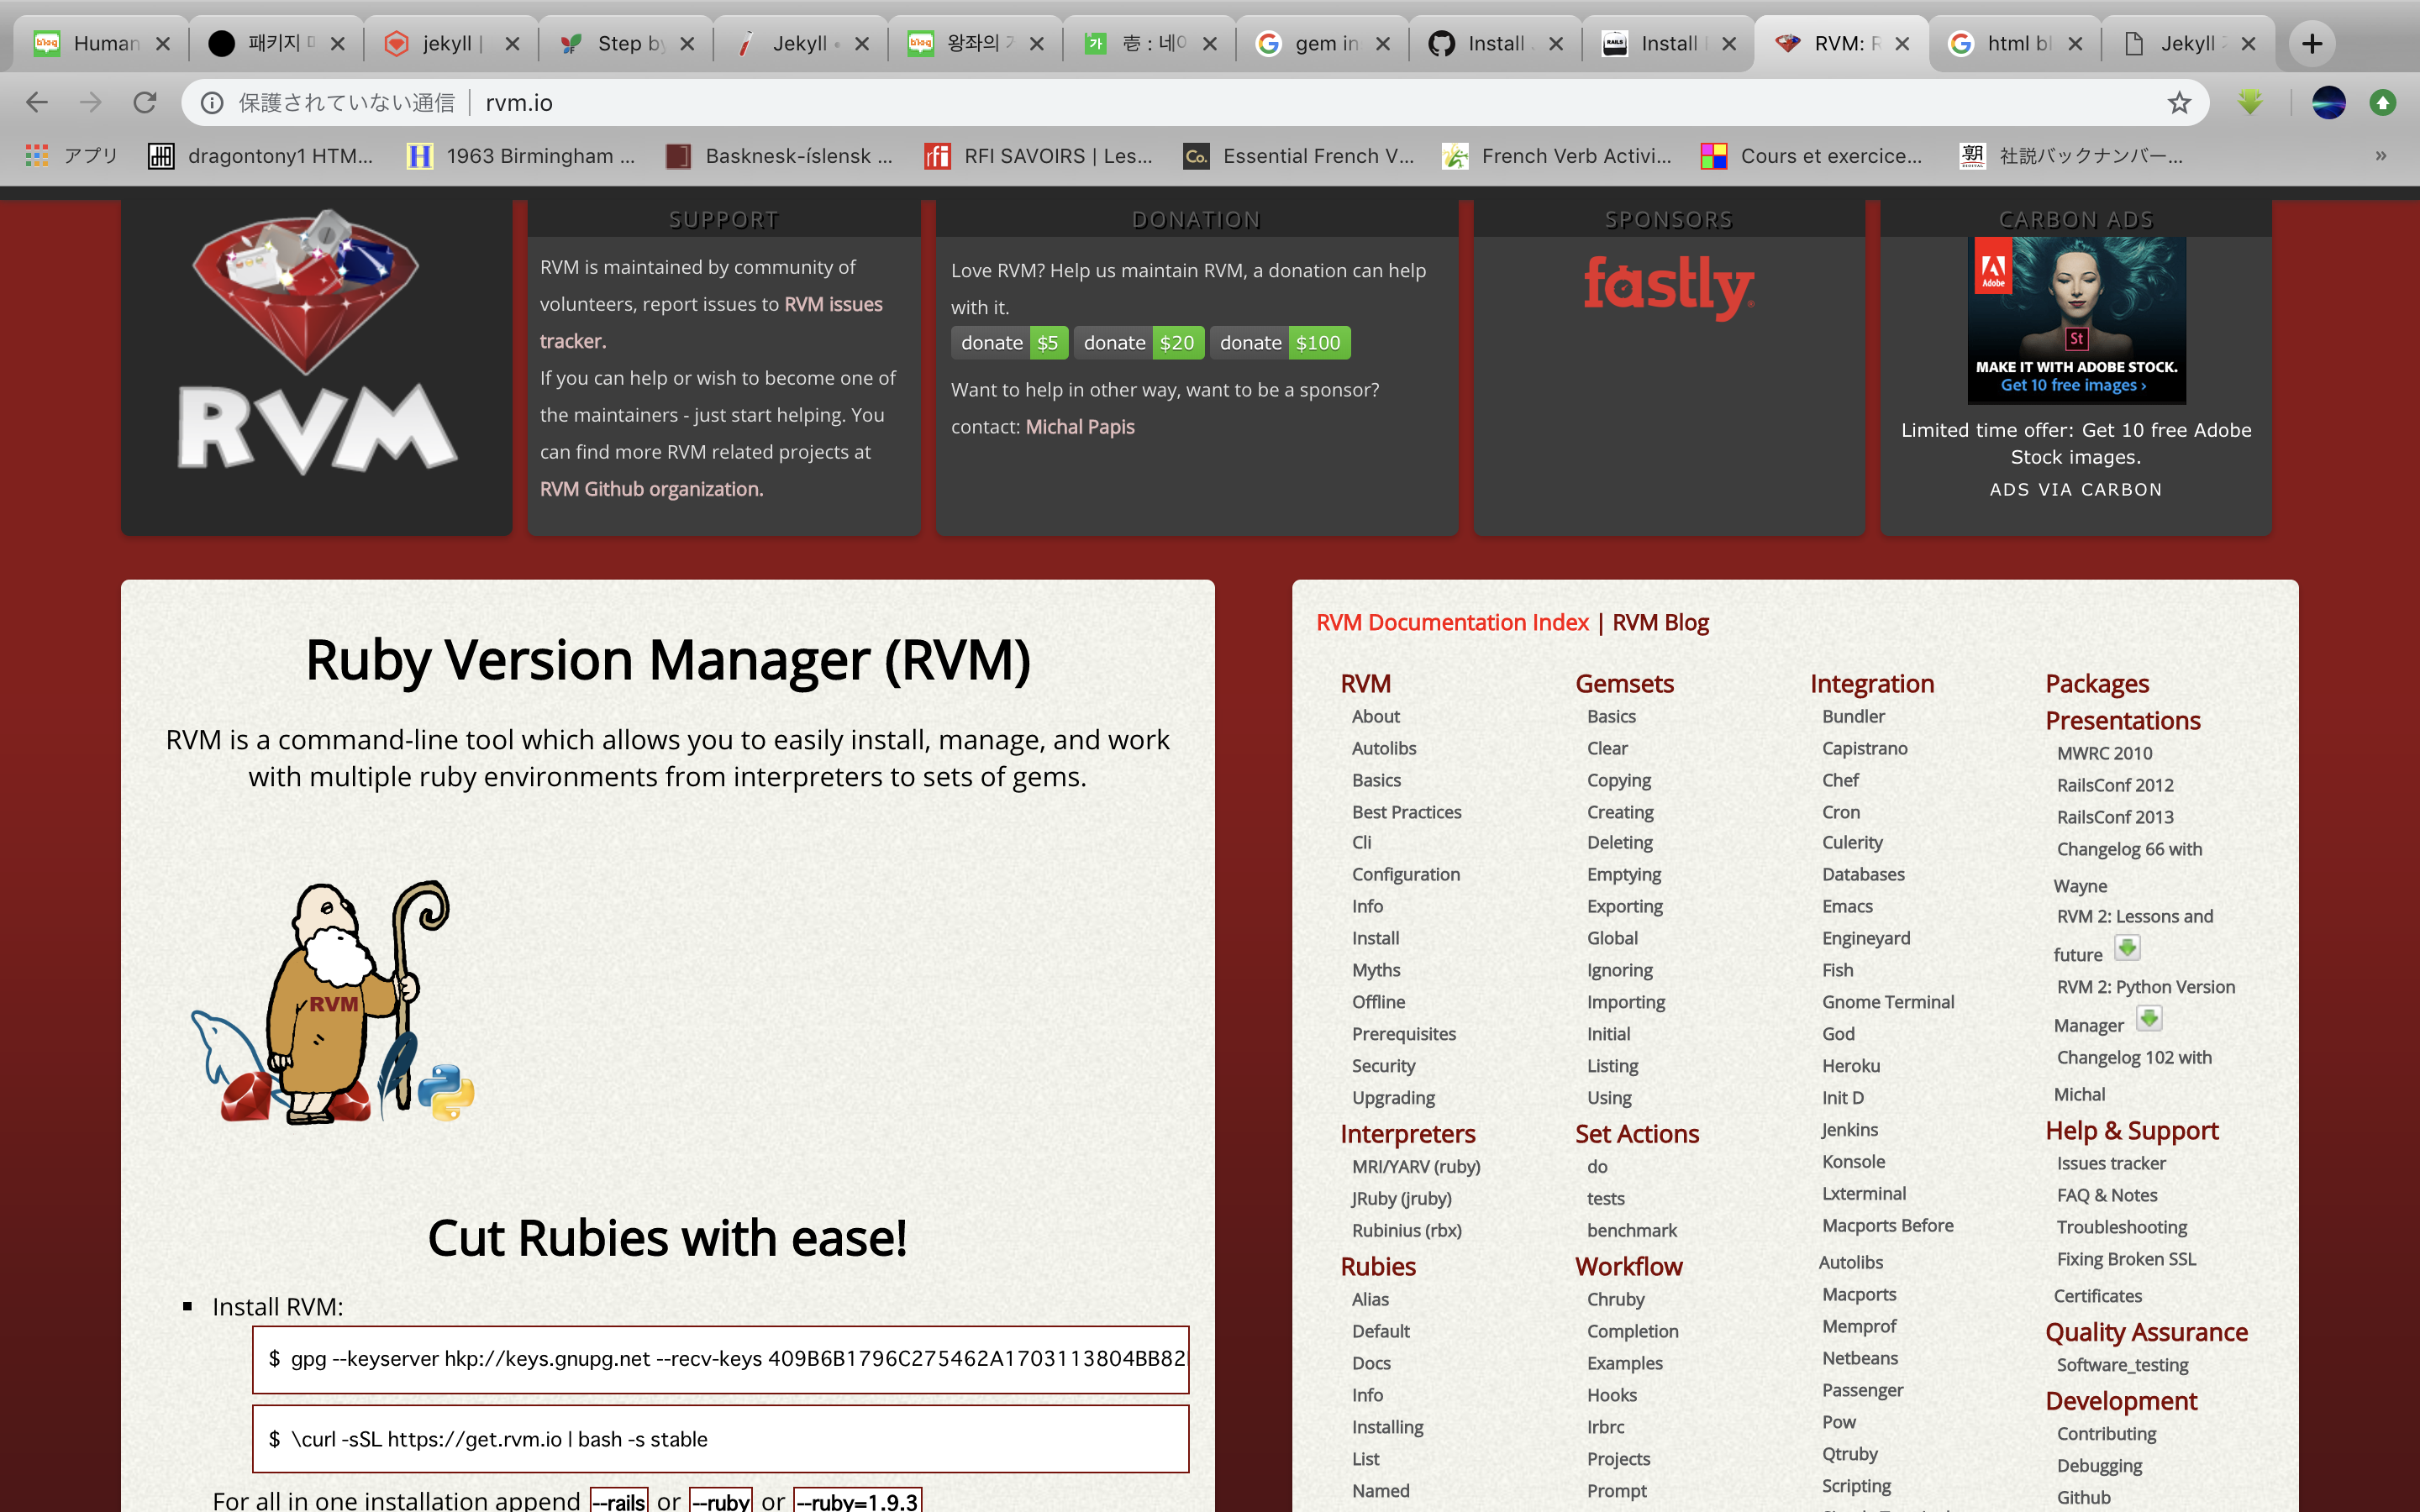 Human
패키지
jekyll |
Step by
Jekyll •
왕좌의
壱 : 네이
gem in
Install
Install
RVM: R
html bl
Jekyll
保護されていない通信 rvm.io
アプリ
dragontony1 HTM...
1963 Birmingham ...
Basknesk-íslensk ...
RFI SAVOIRS | Les...
Essential French V...
French Verb Activi...
Cours et exercice...
社説バックナンバー...
»
RVM
SUPPORT
RVM is maintained by community of
volunteers, report issues to RVM issues
tracker.
If you can help or wish to become one of
the maintainers - just start helping. You
can find more RVM related projects at
RVM Github organization.
DONATION
Love RVM? Help us maintain RVM, a donation can help
with it.
donate $5 donate $20 donate $100
Want to help in other way, want to be a sponsor?
contact: Michal Papis
SPONSORS
fastly
CARBON ADS
Adobe
St
MAKE IT WITH ADOBE STOCK.
Get 10 free images ›
Limited time offer: Get 10 free Adobe
Stock images.
ADS VIA CARBON
Ruby Version Manager (RVM)
RVM is a command-line tool which allows you to easily install, manage, and work
with multiple ruby environments from interpreters to sets of gems.
RVM
Cut Rubies with ease!
Install RVM:
$ gpg --keyserver hkp://keys.gnupg.net --recv-keys 409B6B1796C275462A1703113804BB82
$ \curl -sSL https://get.rvm.io | bash -s stable
For all in one installation append --rails or --ruby or --ruby=1.9.3
RVM Documentation Index | RVM Blog
RVM
About
Autolibs
Basics
Best Practices
Cli
Configuration
Info
Install
Myths
Offline
Prerequisites
Security
Upgrading
Interpreters
MRI/YARV (ruby)
JRuby (jruby)
Rubinius (rbx)
Rubies
Alias
Default
Docs
Info
Installing
List
Named
Gemsets
Basics
Clear
Copying
Creating
Deleting
Emptying
Exporting
Global
Ignoring
Importing
Initial
Listing
Using
Set Actions
do
tests
benchmark
Workflow
Chruby
Completion
Examples
Hooks
Irbrc
Projects
Prompt
Integration
Bundler
Capistrano
Chef
Cron
Culerity
Databases
Emacs
Engineyard
Fish
Gnome Terminal
God
Heroku
Init D
Jenkins
Konsole
Lxterminal
Macports Before
Autolibs
Macports
Memprof
Netbeans
Passenger
Pow
Qtruby
Scripting
Packages
Presentations
MWRC 2010
RailsConf 2012
RailsConf 2013
Changelog 66 with
Wayne
RVM 2: Lessons and
future
RVM 2: Python Version
Manager
Changelog 102 with
Michal
Help & Support
Issues tracker
FAQ & Notes
Troubleshooting
Fixing Broken SSL
Certificates
Quality Assurance
Software_testing
Development
Contributing
Debugging
Github